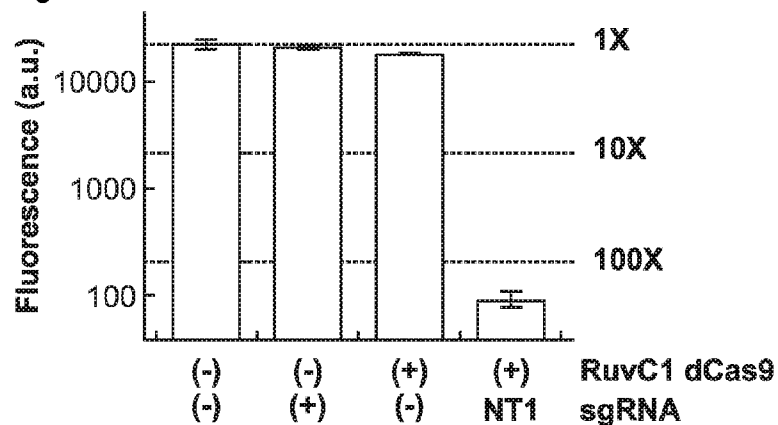 Fluorescence (a.u.)
10000
1000
100
1X
10X
100X
(-) (-) (+) (+) RuvC1 dCas9
(-) (+) (-) NT1 sgRNA